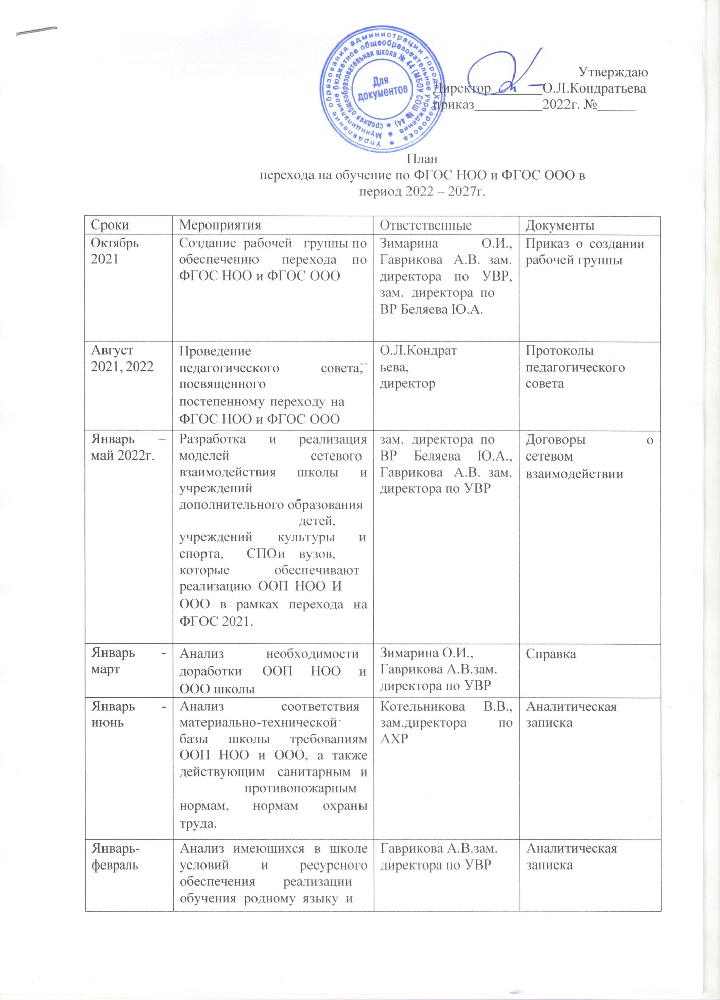 Управление образования администрации города Хабаровска *
Муниципальное бюджетное общеобразовательное учреждение *
средняя общеобразовательная школа № 44 (МБОУ СОШ № 44) *
Для
документов
Утверждаю
Директор________О.Л.Кондратьева
приказ__________2022г. №______
План
перехода на обучение по ФГОС НОО и ФГОС ООО в
период 2022 – 2027г.
Сроки
Мероприятия
Ответственные
Документы
Октябрь
2021
Создание рабочей группы по
обеспечению перехода по
ФГОС НОО и ФГОС ООО
Зимарина О.И.,
Гаврикова А.В. зам.
директора по УВР,
зам. директора по
ВР Беляева Ю.А.
Приказ о создании
рабочей группы
Август
2021, 2022
Проведение
педагогического совета,
посвященного
постепенному переходу на
ФГОС НОО и ФГОС ООО
О.Л.Кондрат
ьева,
директор
Протоколы
педагогического
совета
Январь –
май 2022г.
Разработка и реализация
моделей сетевого
взаимодействия школы и
учреждений
дополнительного образования
детей,
учреждений культуры и
спорта, СПОи вузов,
которые обеспечивают
реализацию ООП НОО И
ООО в рамках перехода на
ФГОС 2021.
зам. директора по
ВР Беляева Ю.А.,
Гаврикова А.В. зам.
директора по УВР
Договоры о
сетевом
взаимодействии
Январь -
март
Анализ необходимости
доработки ООП НОО и
ООО школы
Зимарина О.И.,
Гаврикова А.В.зам.
директора по УВР
Справка
Январь -
июнь
Анализ соответствия
материально-технической
базы школы требованиям
ООП НОО и ООО, а также
действующим санитарным и
противопожарным
нормам, нормам охраны
труда.
Котельникова В.В.,
зам.директора по
АХР
Аналитическая
записка
Январь-
февраль
Анализ имеющихся в школе
условий и ресурсного
обеспечения реализации
обучения родному языку и
Гаврикова А.В.зам.
директора по УВР
Аналитическая
записка